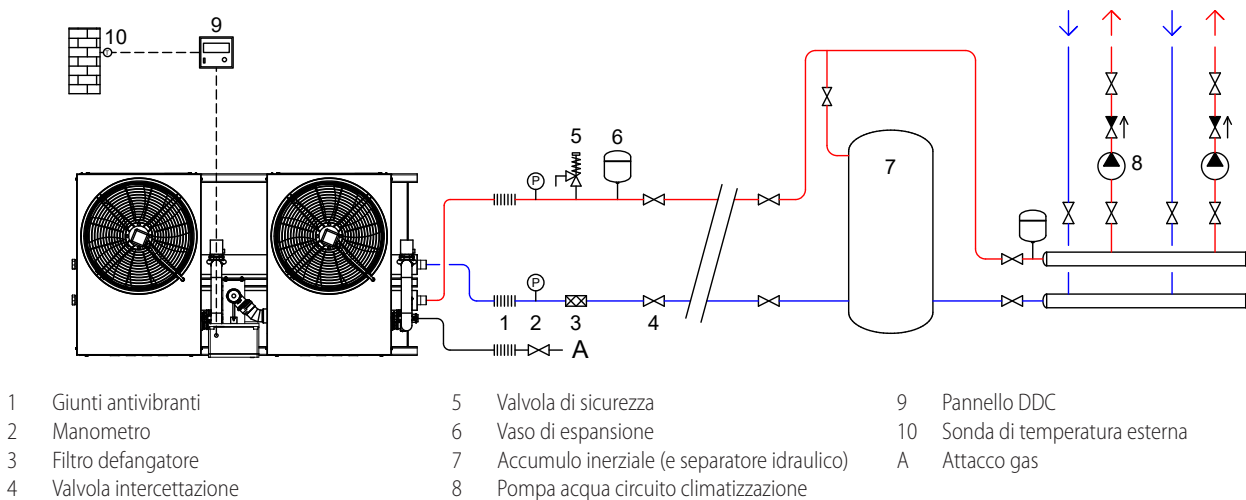 10
9
5
6
7
8
P
P
1
2
3
4
A
1 Giunti antivibranti
2 Manometro
3 Filtro defangatore
4 Valvola intercettazione
5 Valvola di sicurezza
6 Vaso di espansione
7 Accumulo inerziale (e separatore idraulico)
8 Pompa acqua circuito climatizzazione
9 Pannello DDC
10 Sonda di temperatura esterna
A Attacco gas